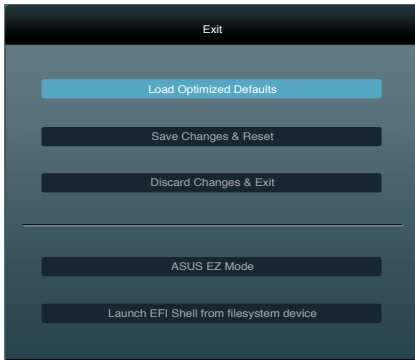 Exit
Load Optimized Defaults
Save Changes & Reset
Discard Changes & Exit
ASUS EZ Mode
Launch EFI Shell from filesystem device